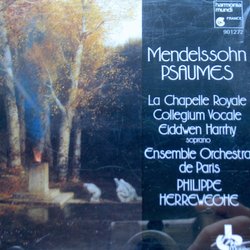 harmonia
mundi
FRANCE
901272
Mendelssohn
PSAUMES
La Chapelle Royale
Collegium Vocale
Eiddwen Harrhy
soprano
Ensemble Orchestral
de Paris
PHILIPPE
HERREWEGHE